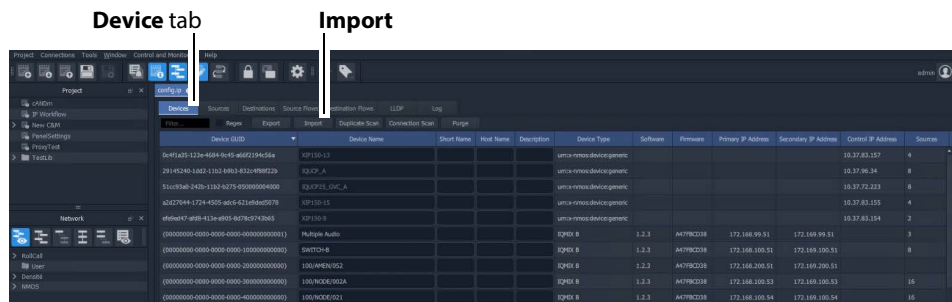 Device tab Import
Project Connections Tools Window Control and Monitor Help
admin
Project
config.ip
cANDm
IP Workflow
New C&M
PanelSettings
ProxyTest
TestLib
Devices Sources Destinations Source Flows Destination Flows LLDP Log
Filter... Regex Export Import Duplicate Scan Connection Scan Purge
Device GUID Device Name Short Name Host Name Description Device Type Software Firmware Primary IP Address Secondary IP Address Control IP Address Sources
0c4f1a35-123e-4684-9c45-a66f2194c56a XIP150-13 urn:x-nmos:device:generic 10.37.83.157 4
29145240-1dd2-11b2-b9b3-832c4f98f22b IQUCP_A urn:x-nmos:device:generic 10.37.96.34 8
51cc93a0-242b-11b2-b275-850000084000 IQUCP25_GVC_A urn:x-nmos:device:generic 10.37.72.223 8
a2d27044-1724-4505-adc6-621e9ded5078 XIP150-15 urn:x-nmos:device:generic 10.37.83.155 4
efe9ed47-afd8-413e-a905-8d78c9743b65 XIP150-9 urn:x-nmos:device:generic 10.37.83.154 2
{00000000-0000-0000-0000-000000000001} Multiple Audio IQMIX B 1.2.3 A47FBCD38 172.168.99.51 172.169.99.51 3
{00000000-0000-0000-0000-100000000000} SWITCH-B IQMIX B 1.2.3 A47FBCD38 172.168.100.51 172.169.100.51 8
{00000000-0000-0000-0000-200000000000} 100/AMEN/052 IQMIX B 1.2.3 A47FBCD38 172.168.200.51 172.169.200.51
{00000000-0000-0000-0000-300000000000} 100/NODE/002A IQMIX B 1.2.3 A47FBCD38 172.168.100.53 172.169.100.53 16
{00000000-0000-0000-0000-400000000000} 100/NODE/021 IQMIX B 1.2.3 A47FBCD38 172.168.100.54 172.169.100.54 16
Network
RollCall
User
Densité
NMOS